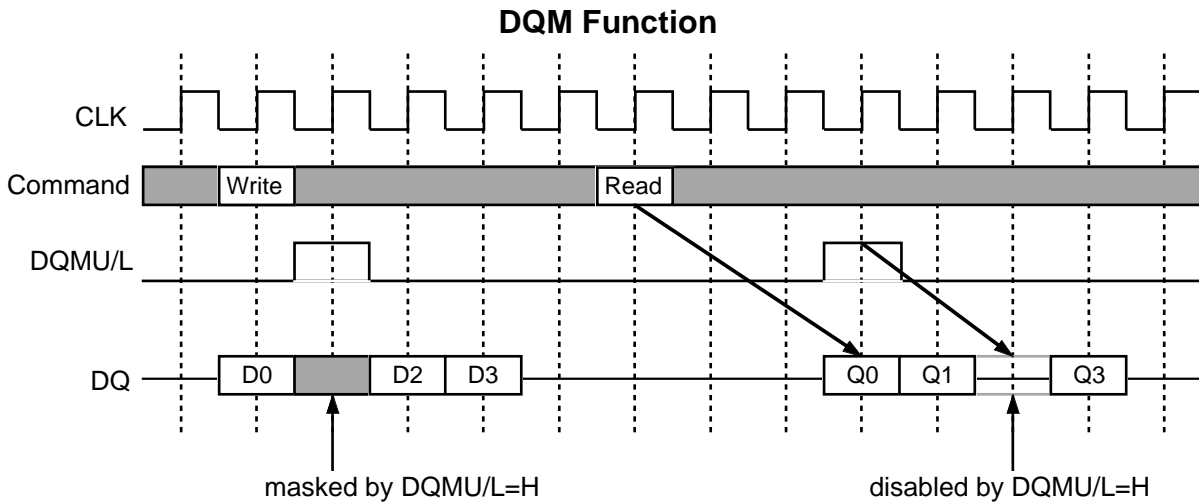 DQM Function
CLK
Command
Write
Read
DQMU/L
DQ
D0
D2
D3
Q0
Q1
Q3
masked by DQMU/L=H
disabled by DQMU/L=H